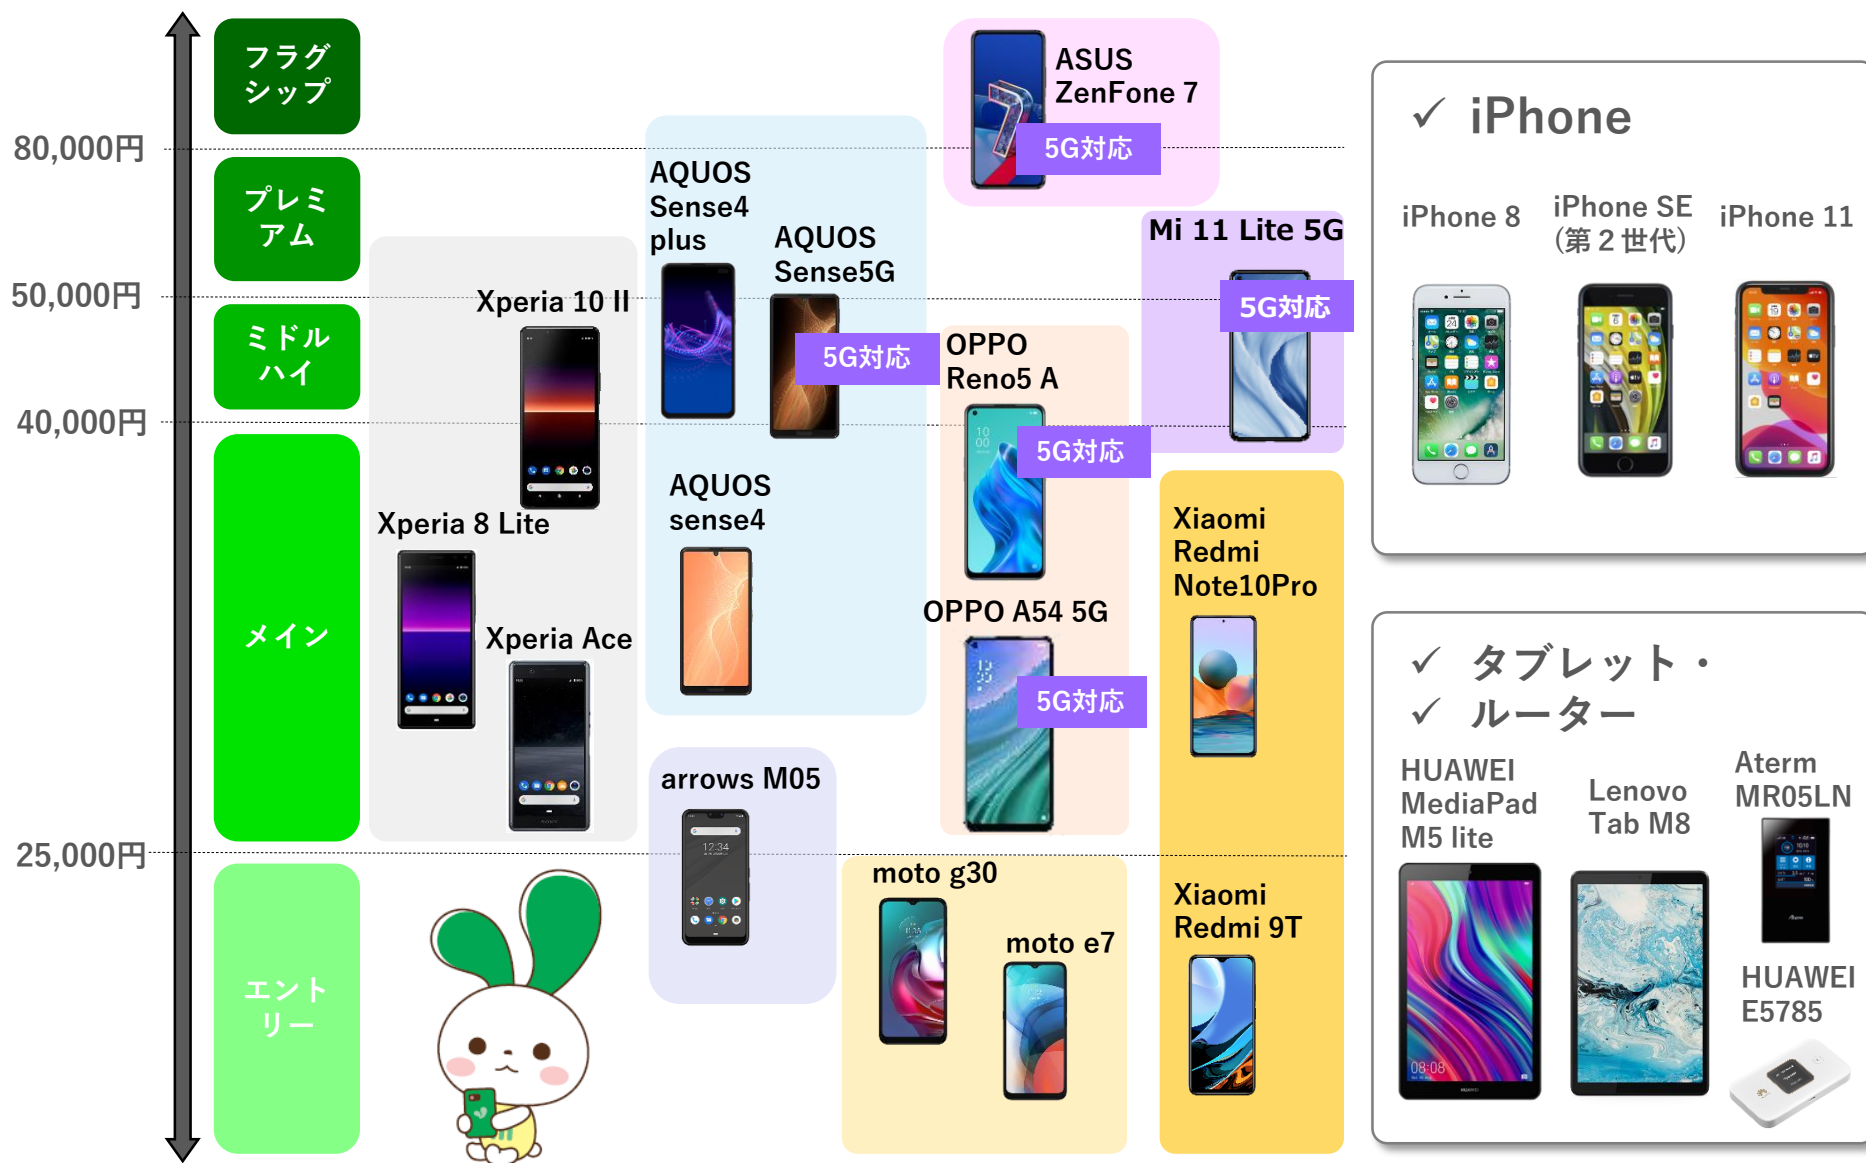 フラグ
シップ
80,000円
プレミ
アム
50,000円
ミドル
ハイ
40,000円
メイン
25,000円
エント
リー
ASUS
ZenFone 7
5G対応
AQUOS
Sense4
plus
AQUOS
Sense5G
5G対応
Mi 11 Lite 5G
5G対応
Xperia 10 II
OPPO
Reno5 A
5G対応
Xperia 8 Lite
AQUOS
sense4
Xiaomi
Redmi
Note10Pro
Xperia Ace
OPPO A54 5G
5G対応
arrows M05
12:34
moto g30
moto e7
Xiaomi
Redmi 9T
✓ iPhone
iPhone 8
iPhone SE
(第２世代)
iPhone 11
✓ タブレット・
✓ ルーター
HUAWEI
MediaPad
M5 lite
08:08
HUAWEI
Lenovo
Tab M8
Aterm
MR05LN
HUAWEI
E5785